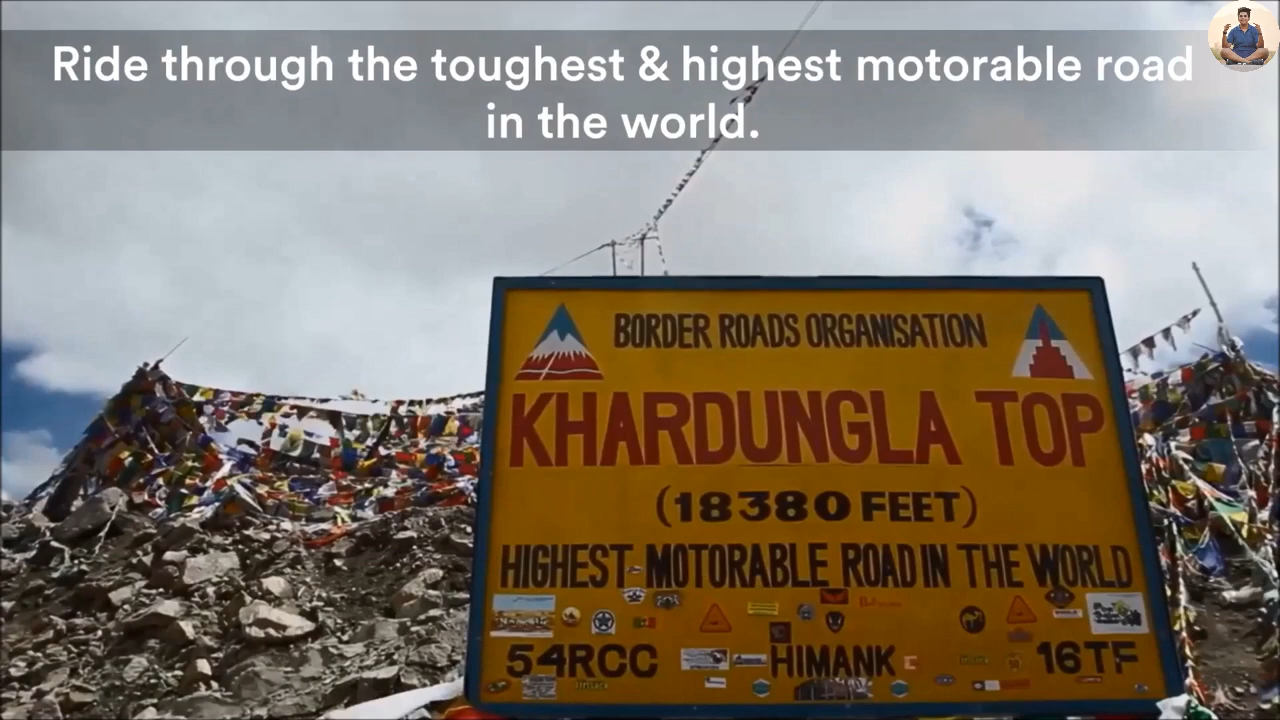 Ride through the toughest & highest motorable road
in the world.
BORDER ROADS ORGANISATION
KHARDUNGLA TOP
(18380 FEET)
HIGHEST MOTORABLE ROAD IN THE WORLD
54RCC HIMANK 16TF